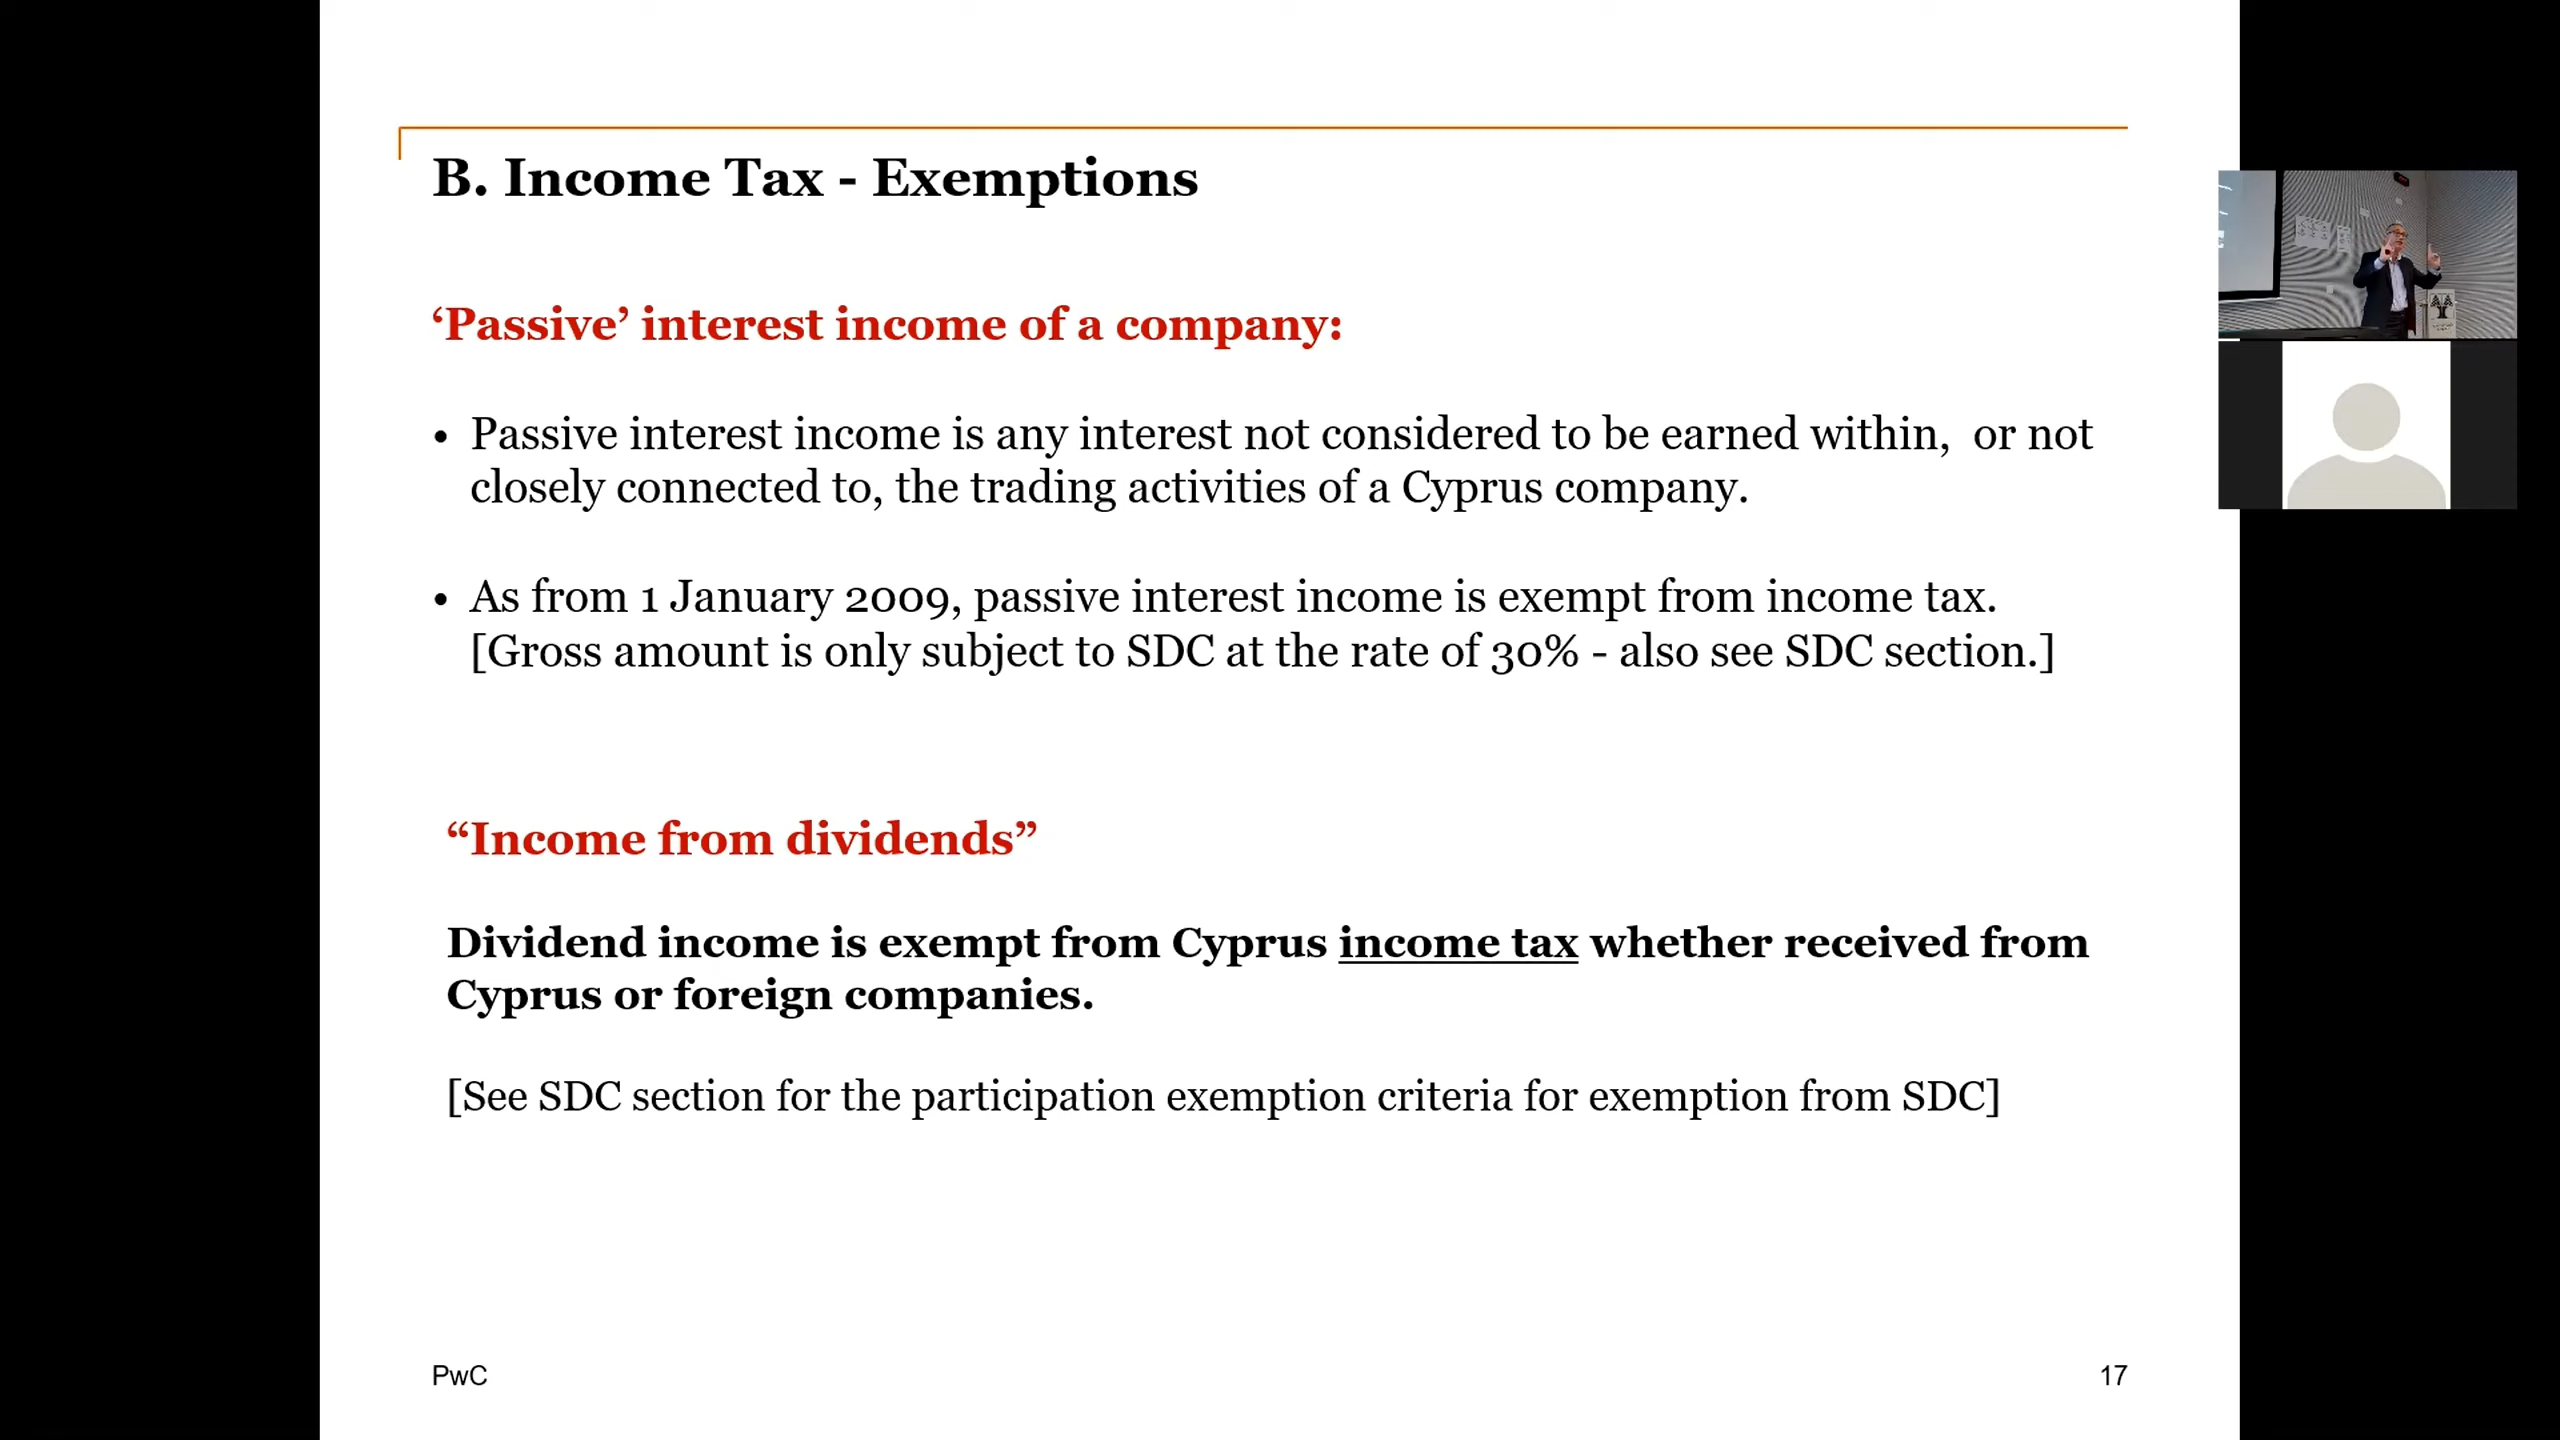 B. Income Tax - Exemptions
‘Passive’ interest income of a company:
• Passive interest income is any interest not considered to be earned within,  or not
closely connected to, the trading activities of a Cyprus company.
• As from 1 January 2009, passive interest income is exempt from income tax.
[Gross amount is only subject to SDC at the rate of 30% - also see SDC section.]
“Income from dividends”
Dividend income is exempt from Cyprus income tax whether received from
Cyprus or foreign companies.
[See SDC section for the participation exemption criteria for exemption from SDC]
PwC
17